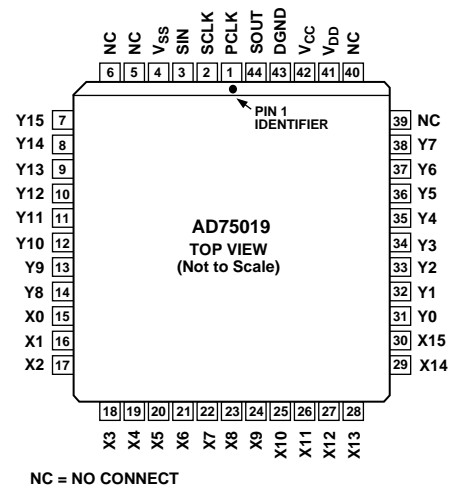 NC NC VSS SIN SCLK PCLK SOUT DGND VCC VDD NC
6 5 4 3 2 1 44 43 42 41 40
PIN 1
IDENTIFIER
Y15 7
Y14 8
Y13 9
Y12 10
Y11 11
Y10 12
Y9 13
Y8 14
X0 15
X1 16
X2 17
AD75019
TOP VIEW
(Not to Scale)
39 NC
38 Y7
37 Y6
36 Y5
35 Y4
34 Y3
33 Y2
32 Y1
31 Y0
30 X15
29 X14
18 19 20 21 22 23 24 25 26 27 28
X3 X4 X5 X6 X7 X8 X9 X10 X11 X12 X13
NC = NO CONNECT